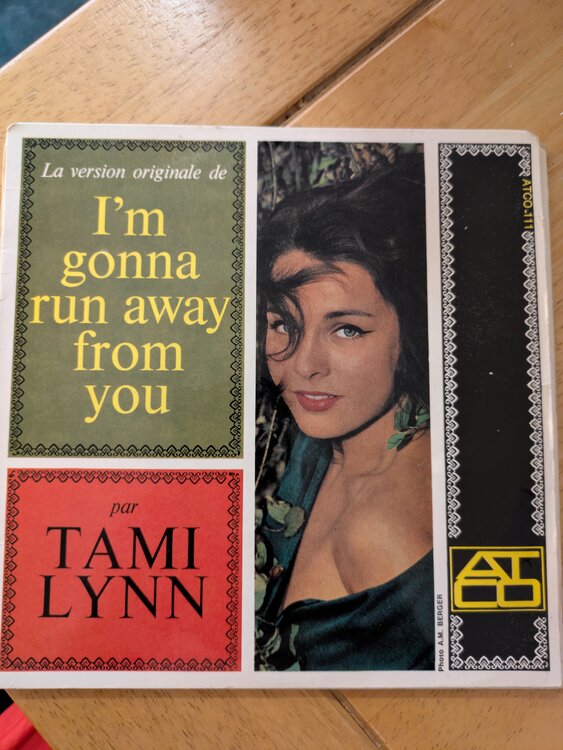 La version originale de
I'm
gonna
run away
from
you
par
TAMI
LYNN
Photo A.M. BERGER
ATCO.111
ATCO